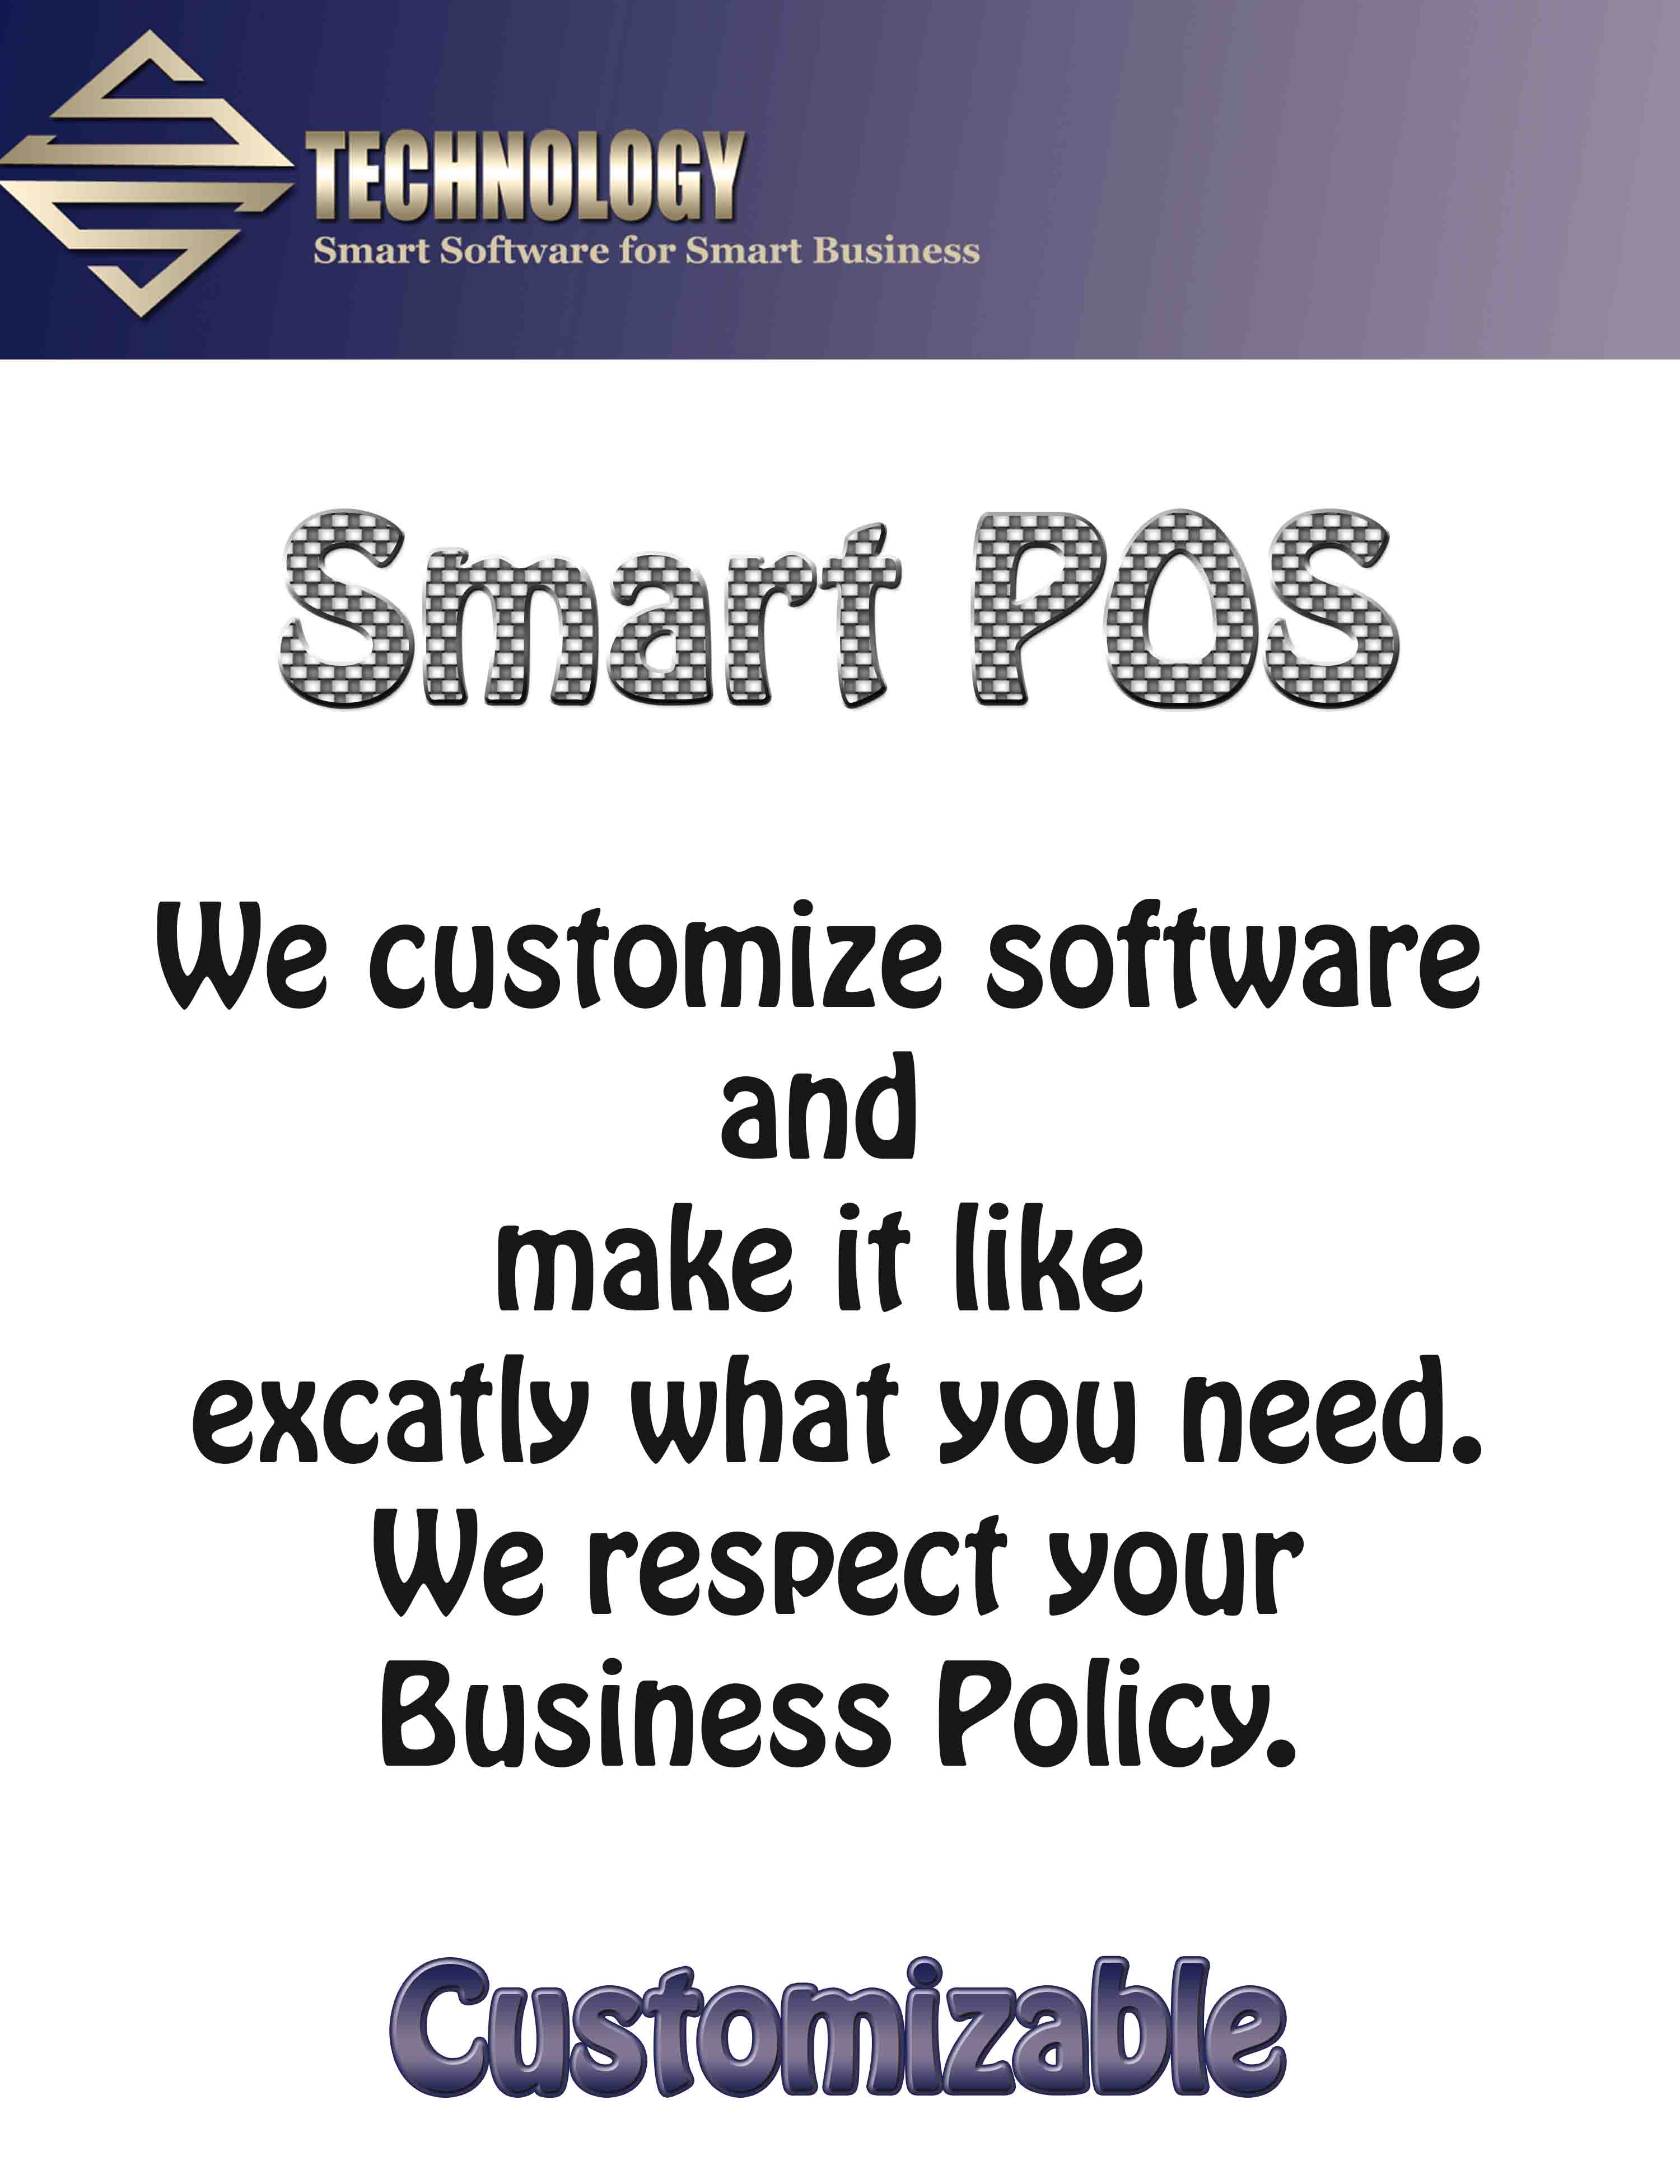 TECHNOLOGY
Smart Software for Smart Business
Smart POS
We customize software
and
make it like
excatly what you need.
We respect your
Business Policy.
Customizable